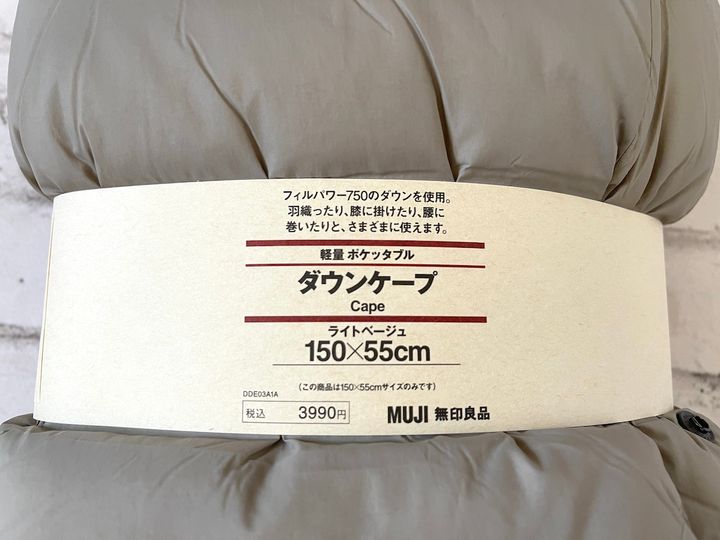 フィルパワー750のダウンを使用。
羽織ったり、膝に掛けたり、腰に
巻いたりと、さまざまに使えます。
軽量 ポケッタブル
ダウンケープ
Cape
ライトベージュ
150×55cm
(この商品は150×55cmサイズのみです)
DDE03A1A
税込 3990円
MUJI 無印良品